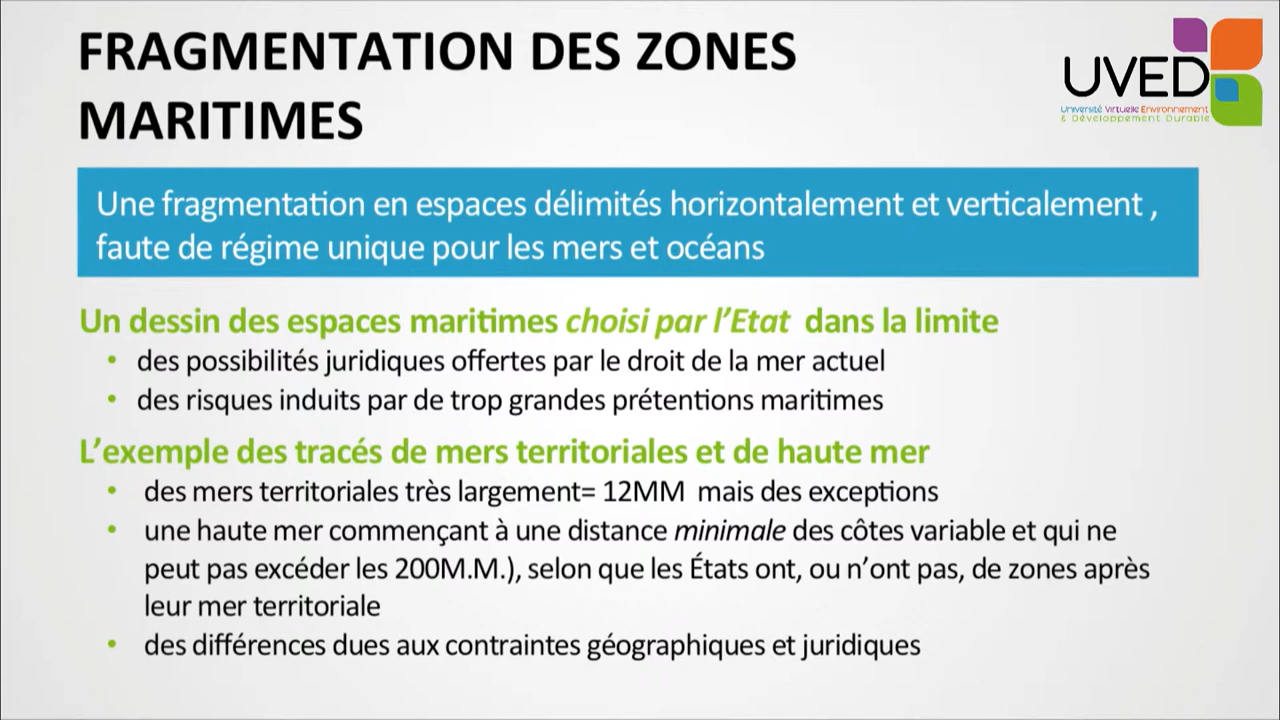 FRAGMENTATION DES ZONES
MARITIMES
UVED
Université Virtuelle Environnement
& Développement Durable
Une fragmentation en espaces délimités horizontalement et verticalement ,
faute de régime unique pour les mers et océans
Un dessin des espaces maritimes choisi par l’Etat dans la limite
• des possibilités juridiques offertes par le droit de la mer actuel
• des risques induits par de trop grandes prétentions maritimes
L’exemple des tracés de mers territoriales et de haute mer
• des mers territoriales très largement= 12MM mais des exceptions
• une haute mer commençant à une distance minimale des côtes variable et qui ne
peut pas excéder les 200M.M.), selon que les États ont, ou n’ont pas, de zones après
leur mer territoriale
• des différences dues aux contraintes géographiques et juridiques